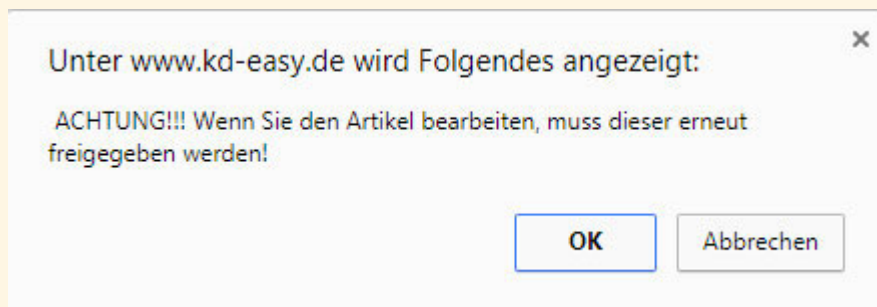 Unter www.kd-easy.de wird Folgendes angezeigt:
ACHTUNG!!! Wenn Sie den Artikel bearbeiten, muss dieser erneut
freigegeben werden!
OK
Abbrechen